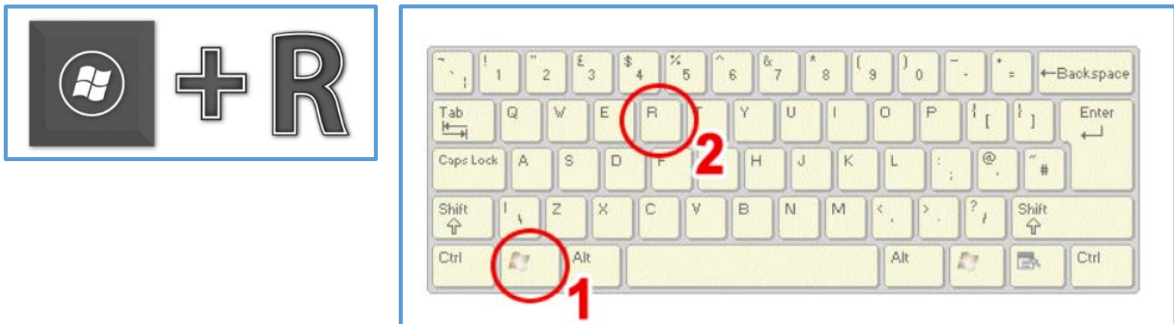 + R
¬ ` ¦ ! 1 " 2 £ 3 $ 4 % 5 ^ 6 & 7 * 8 ( 9 ) 0 _ - + = ←Backspace
Tab Q W E R T Y U I O P { [ } ] Enter
2
Caps Lock A S D F H J K L : ; @ ' ~ #
Shift | \ Z X C V B N M < , > . ? / Shift
Ctrl Alt Alt Ctrl
1